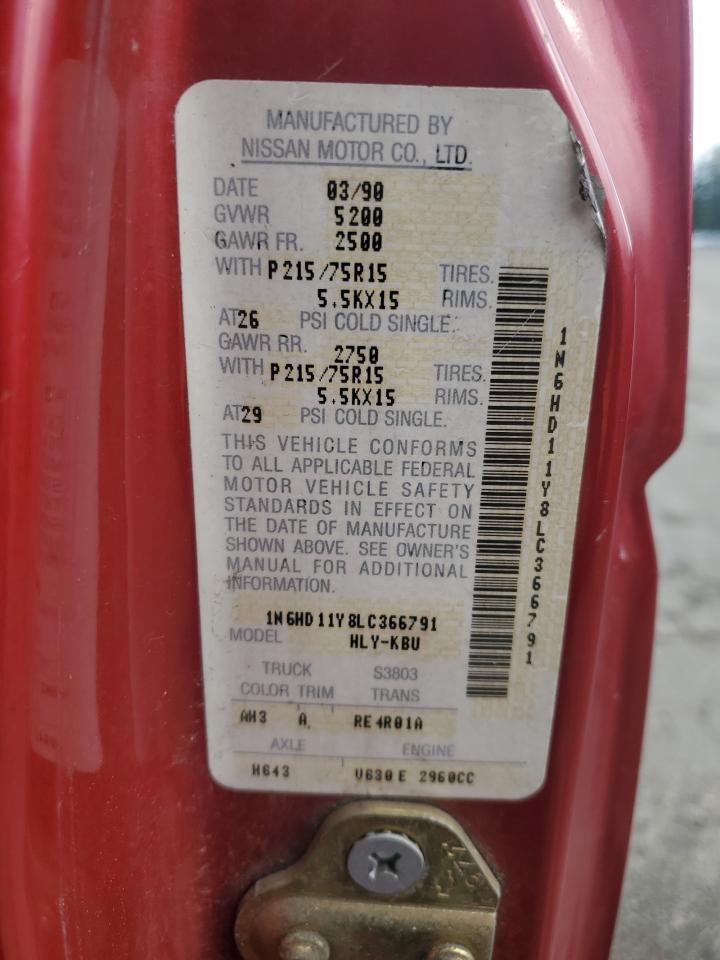 MANUFACTURED BY
NISSAN MOTOR CO., LTD.
DATE 03/90
GVWR 5200
GAWR FR. 2500
WITH P215/75R15 TIRES.
5.5KX15 RIMS.
AT 26 PSI COLD SINGLE.
GAWR RR. 2750
WITH P215/75R15 TIRES.
5.5KX15 RIMS.
AT 29 PSI COLD SINGLE.
THIS VEHICLE CONFORMS
TO ALL APPLICABLE FEDERAL
MOTOR VEHICLE SAFETY
STANDARDS IN EFFECT ON
THE DATE OF MANUFACTURE
SHOWN ABOVE. SEE OWNER'S
MANUAL FOR ADDITIONAL
INFORMATION.
1N6HD11Y8LC366791
MODEL HLY-KBU
TRUCK S3803
COLOR TRIM TRANS
AH3 A RE4R01A
AXLE ENGINE
H643 V630E 2960CC
1N6HD11Y8LC366791